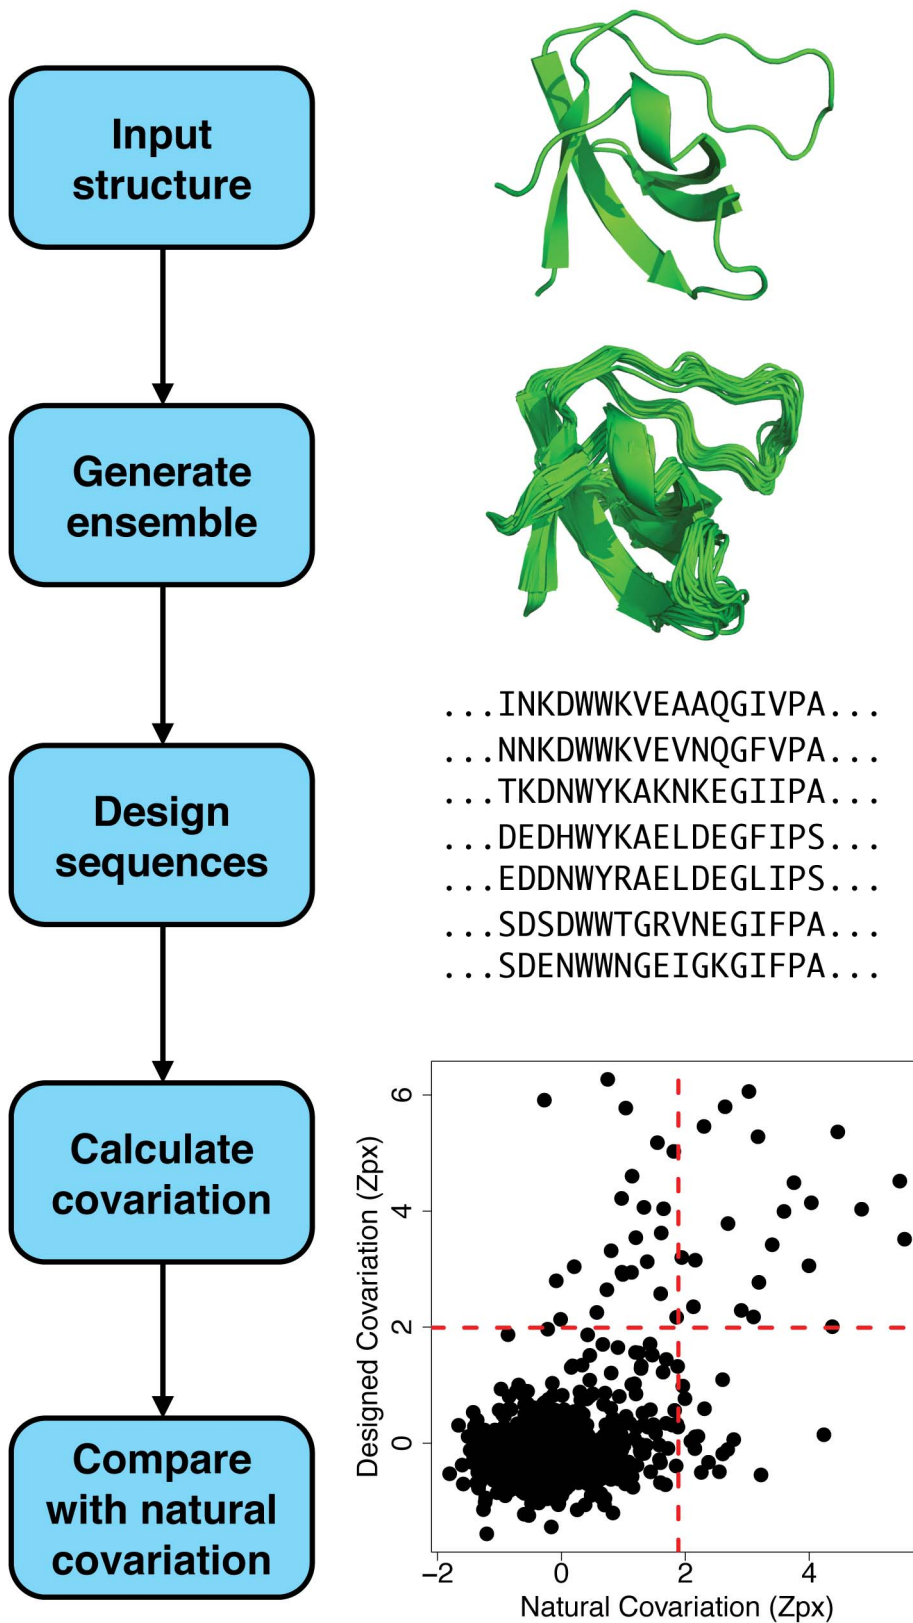 Input
structure
Generate
ensemble
Design
sequences
Calculate
covariation
Compare
with natural
covariation
...INKDWWKVEAAQGIVPA...
...NNKDWWKVEVNQGFVPA...
...TKDNWYKAKNKEGIIPA...
...DEDHWYKAELDEGFIPS...
...EDDNWYRAELDEGLIPS...
...SDSDWWTGRVNEGIFPA...
...SDENWWNGEIGKGIFPA...
Designed Covariation (Zpx)
6
4
2
0
−2 0 2 4
Natural Covariation (Zpx)